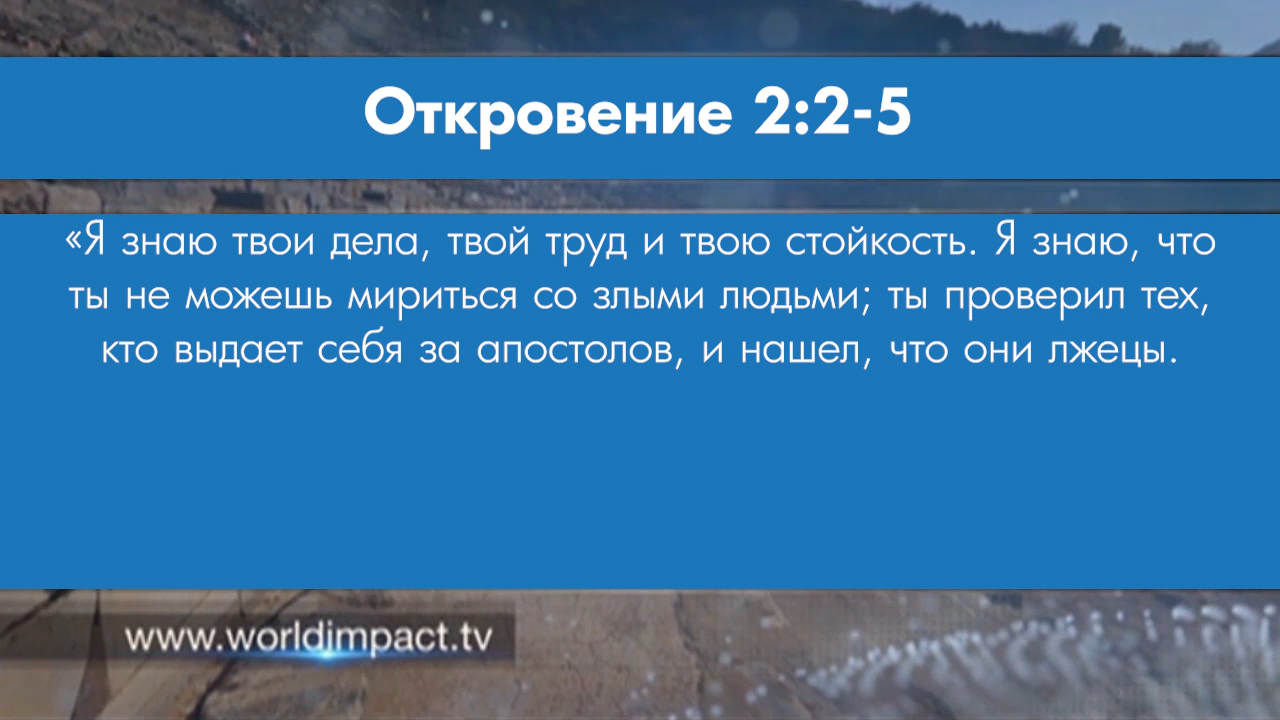 Откровение 2:2-5
«Я знаю твои дела, твой труд и твою стойкость. Я знаю, что
ты не можешь мириться со злыми людьми; ты проверил тех,
кто выдает себя за апостолов, и нашел, что они лжецы.
www.worldimpact.tv